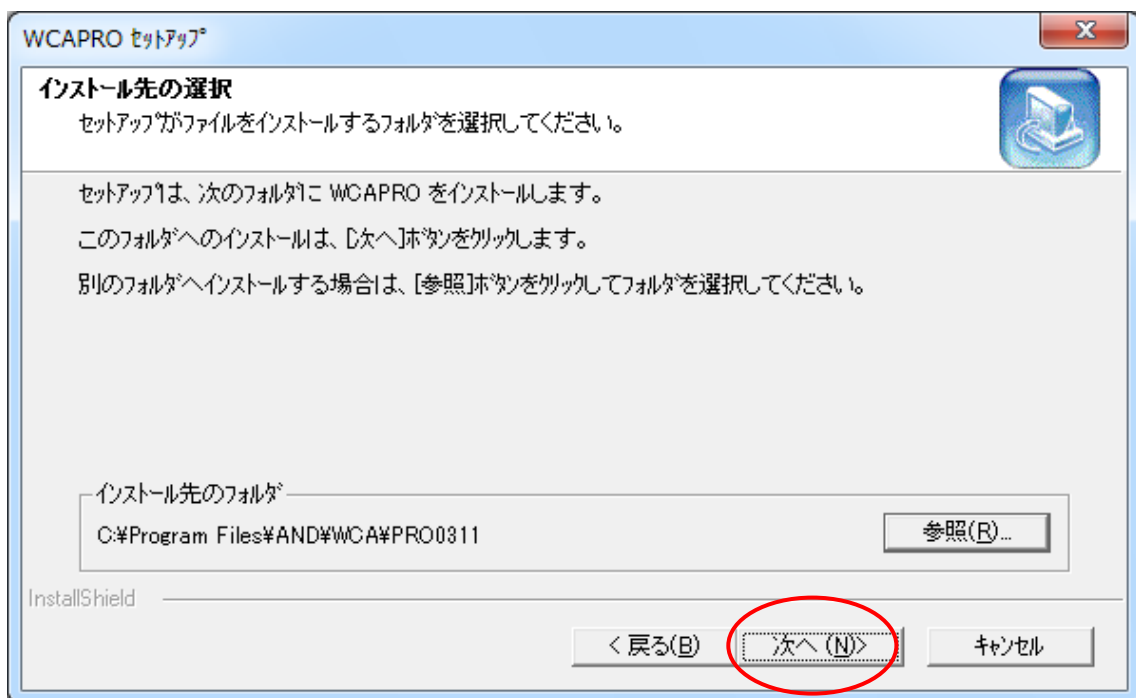 WCAPRO セットアップ
インストール先の選択
セットアップがファイルをインストールするフォルダを選択してください。
セットアップは、次のフォルダに WCAPRO をインストールします。
このフォルダへのインストールは、[次へ]ボタンをクリックします。
別のフォルダへインストールする場合は、[参照]ボタンをクリックしてフォルダを選択してください。
インストール先のフォルダ
C:¥Program Files¥AND¥WCA¥PRO0311
参照(R)...
InstallShield
< 戻る(B)
次へ (N)>
キャンセル